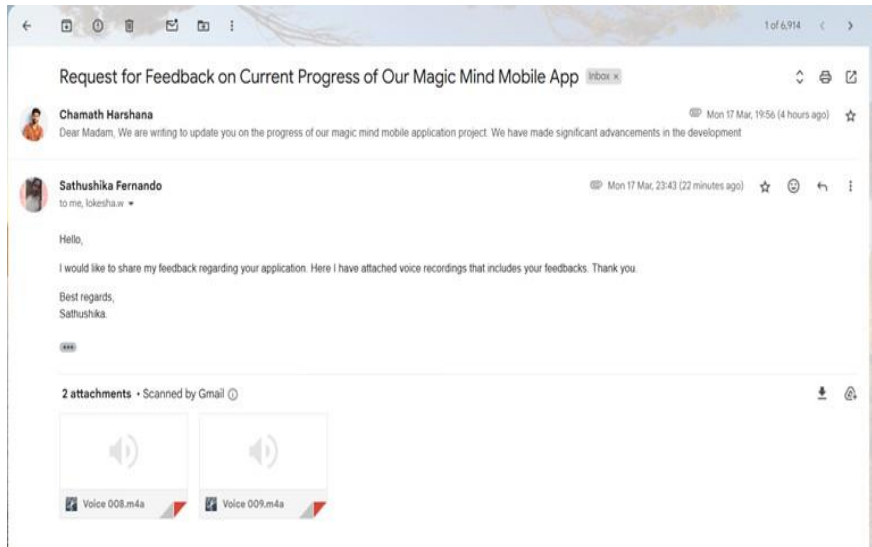 1 of 6,914
Request for Feedback on Current Progress of Our Magic Mind Mobile App Inbox ×
Chamath Harshana Mon 17 Mar, 19:56 (4 hours ago)
Dear Madam, We are writing to update you on the progress of our magic mind mobile application project. We have made significant advancements in the development
Sathushika Fernando Mon 17 Mar, 23:43 (22 minutes ago)
to me, lokesha.w
Hello,
I would like to share my feedback regarding your application. Here I have attached voice recordings that includes your feedbacks. Thank you.
Best regards,
Sathushika.
2 attachments • Scanned by Gmail
Voice 008.m4a Voice 009.m4a